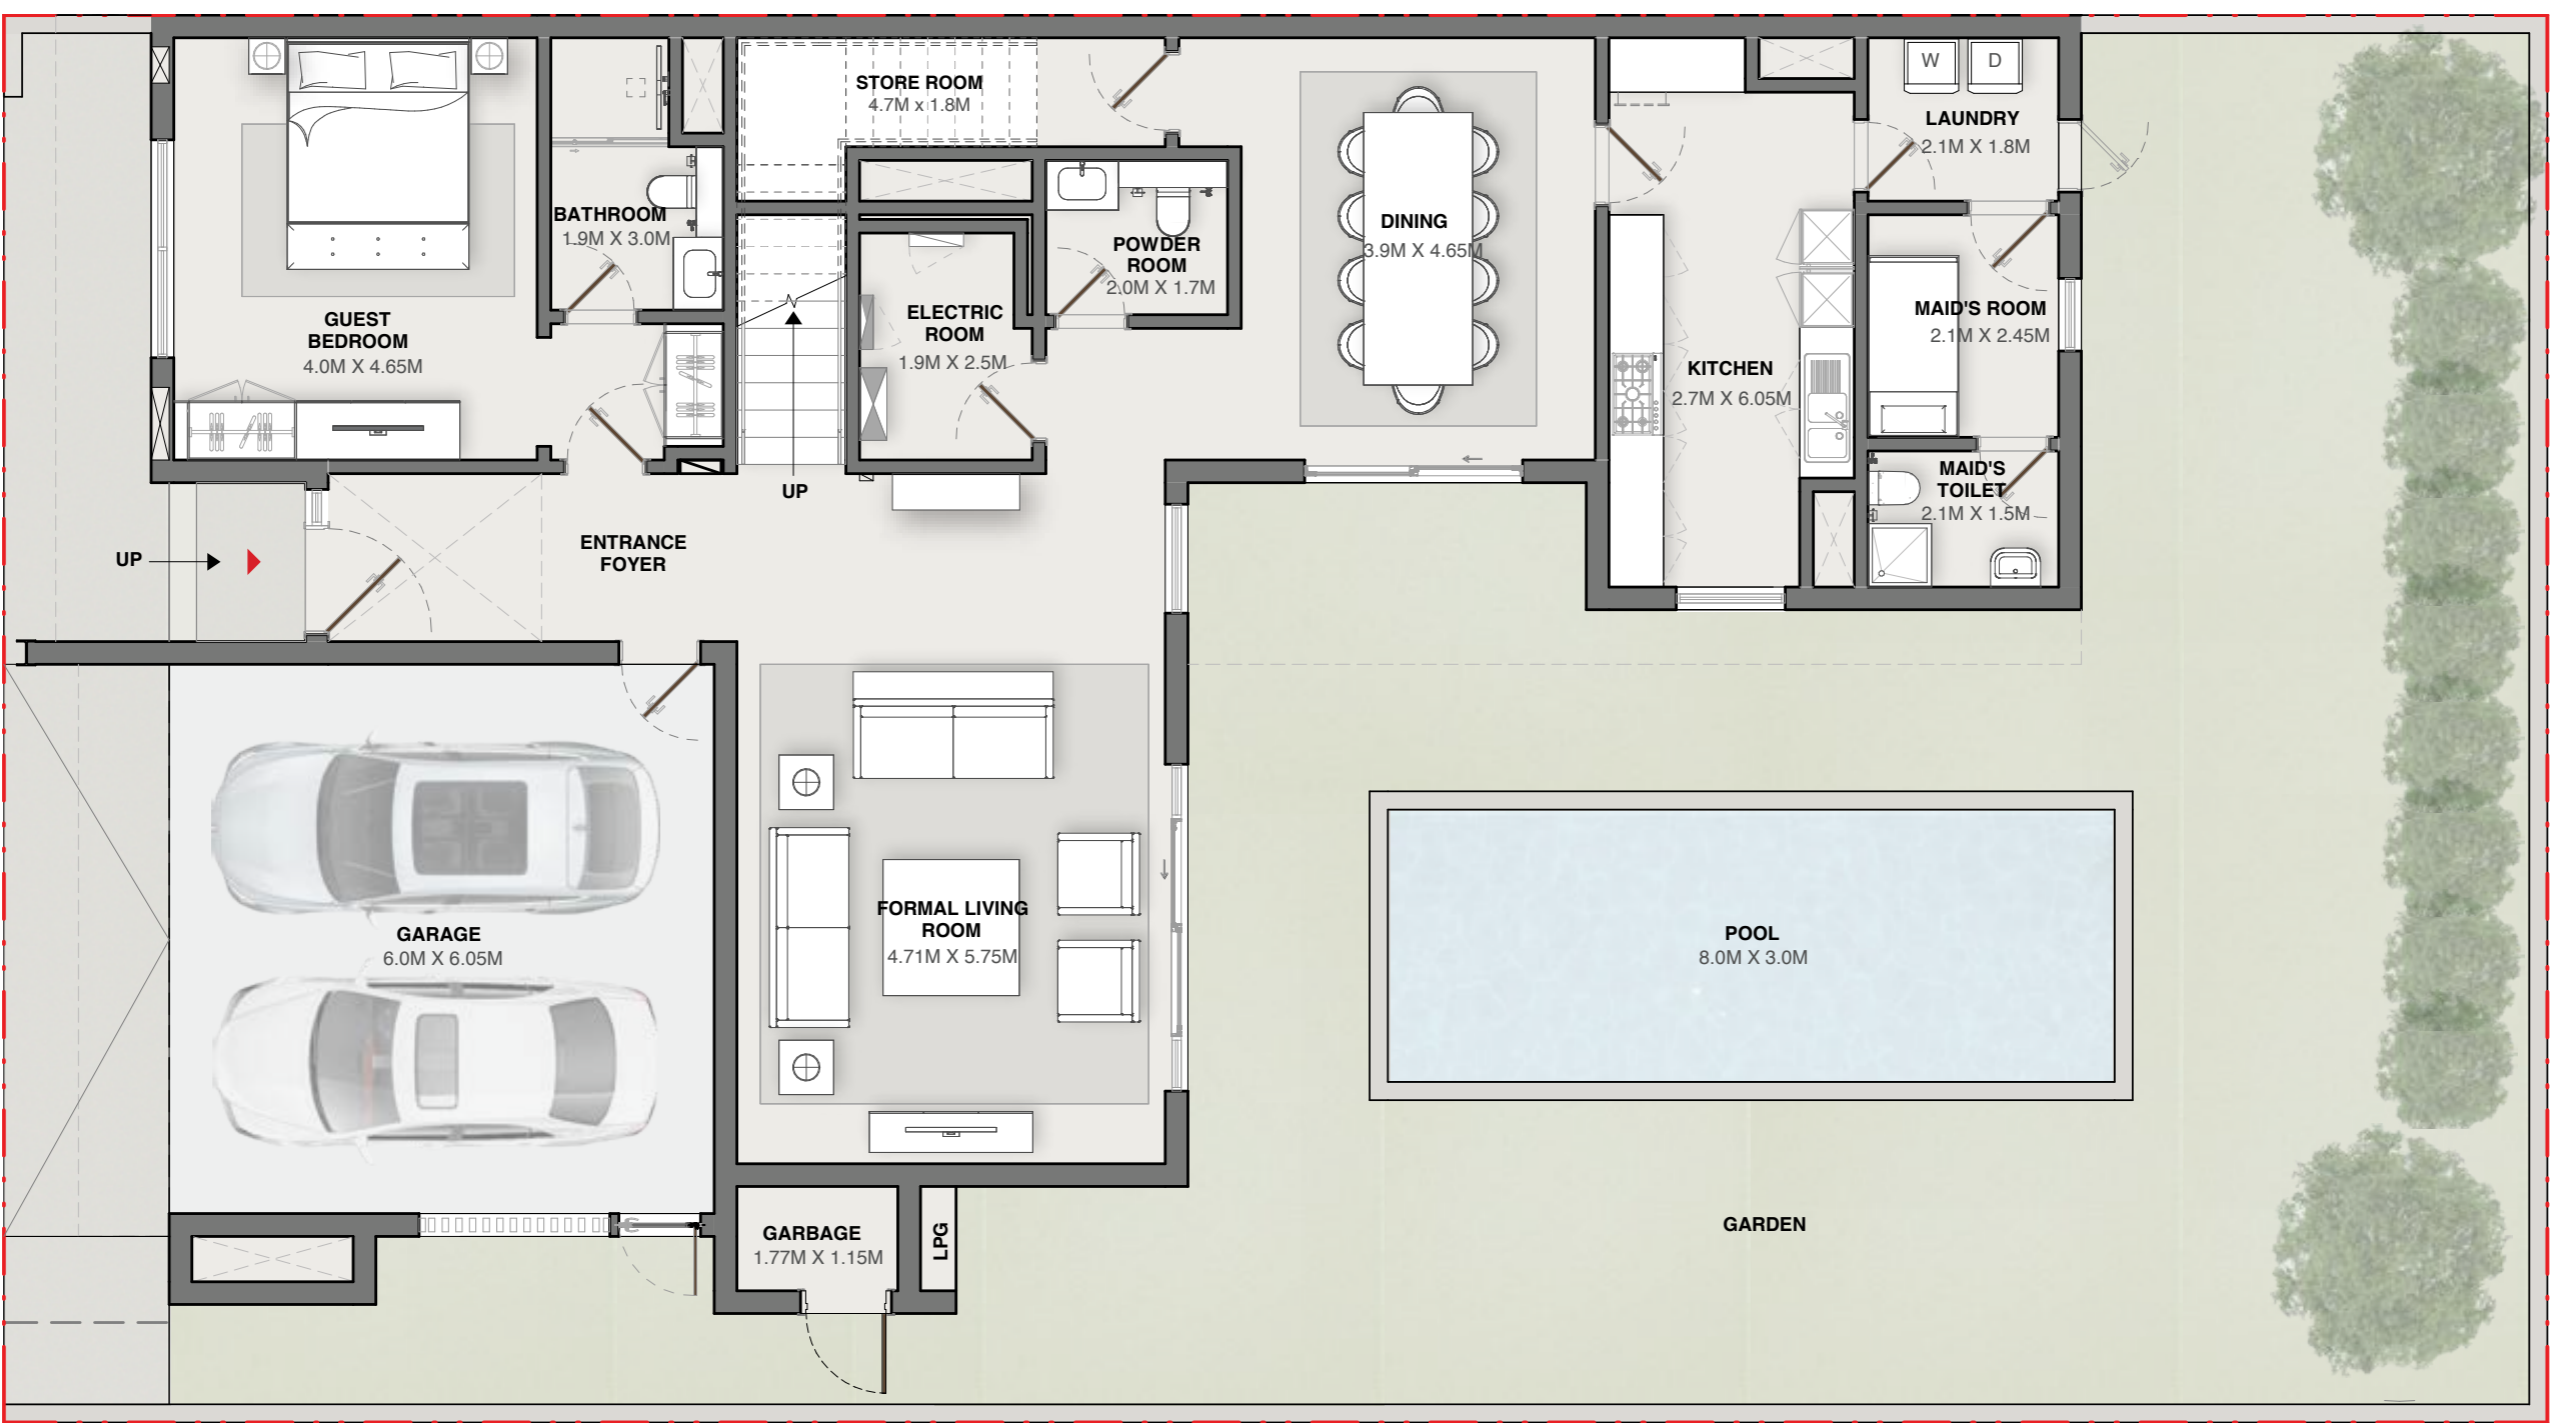 STORE ROOM
4.7M x 1.8M
W
D
LAUNDRY
2.1M X 1.8M
BATHROOM
1.9M X 3.0M
POWDER
ROOM
2.0M X 1.7M
DINING
3.9M X 4.65M
GUEST
BEDROOM
4.0M X 4.65M
ELECTRIC
ROOM
1.9M X 2.5M
MAID'S ROOM
2.1M X 2.45M
KITCHEN
2.7M X 6.05M
UP
MAID'S
TOILET
2.1M X 1.5M
UP
ENTRANCE
FOYER
FORMAL LIVING
ROOM
4.71M X 5.75M
GARAGE
6.0M X 6.05M
POOL
8.0M X 3.0M
GARBAGE
1.77M X 1.15M
LPG
GARDEN